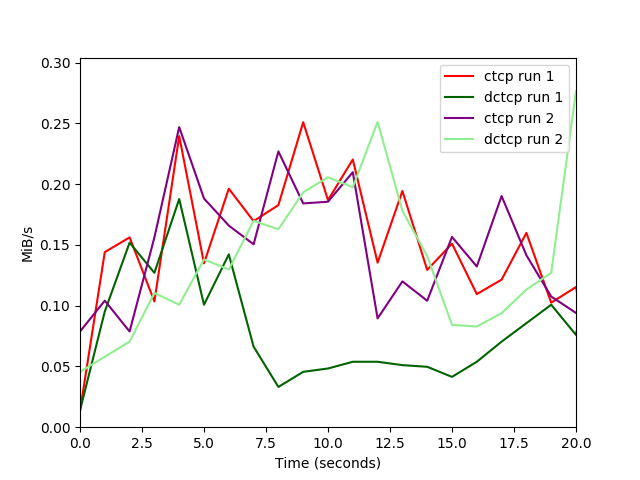 0.30
0.25
0.20
0.15
0.10
0.05
0.00
MiB/s
ctcp run 1
dctcp run 1
ctcp run 2
dctcp run 2
0.0 2.5 5.0 7.5 10.0 12.5 15.0 17.5 20.0
Time (seconds)